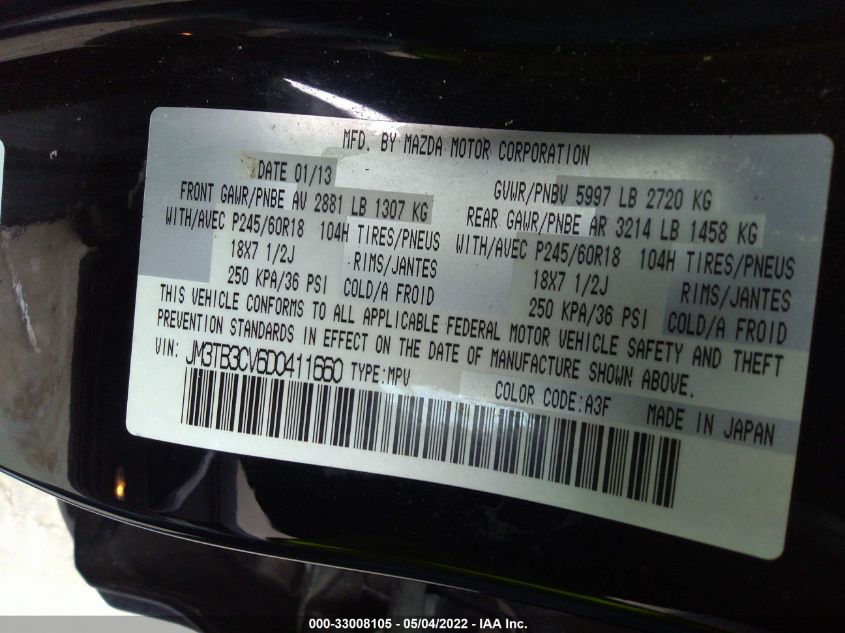 MFD. BY MAZDA MOTOR CORPORATION
DATE 01/13
GVWR/PNBV 5997 LB 2720 KG
FRONT GAWR/PNBE AV 2881 LB 1307 KG
REAR GAWR/PNBE AR 3214 LB 1458 KG
WITH/AVEC P245/60R18 104H TIRES/PNEUS
WITH/AVEC P245/60R18 104H TIRES/PNEUS
18X7 1/2J RIMS/JANTES
18X7 1/2J RIMS/JANTES
250 KPA/36 PSI COLD/A FROID
250 KPA/36 PSI COLD/A FROID
THIS VEHICLE CONFORMS TO ALL APPLICABLE FEDERAL MOTOR VEHICLE SAFETY AND THEFT
PREVENTION STANDARDS IN EFFECT ON THE DATE OF MANUFACTURE SHOWN ABOVE.
VIN: JM3TB3CV6D0411660 TYPE:MPV
COLOR CODE:A3F MADE IN JAPAN
000-33008105 - 05/04/2022 - IAA Inc.